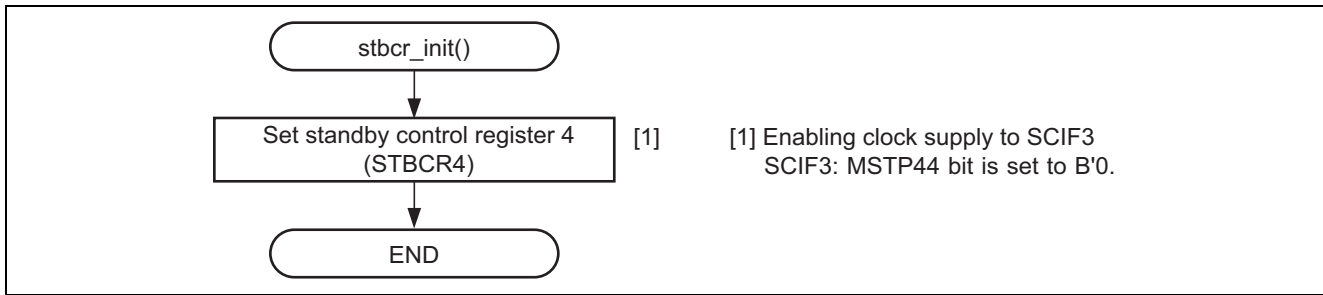 stbcr_init()
Set standby control register 4
(STBCR4)
[1]
[1] Enabling clock supply to SCIF3
SCIF3: MSTP44 bit is set to B'0.
END